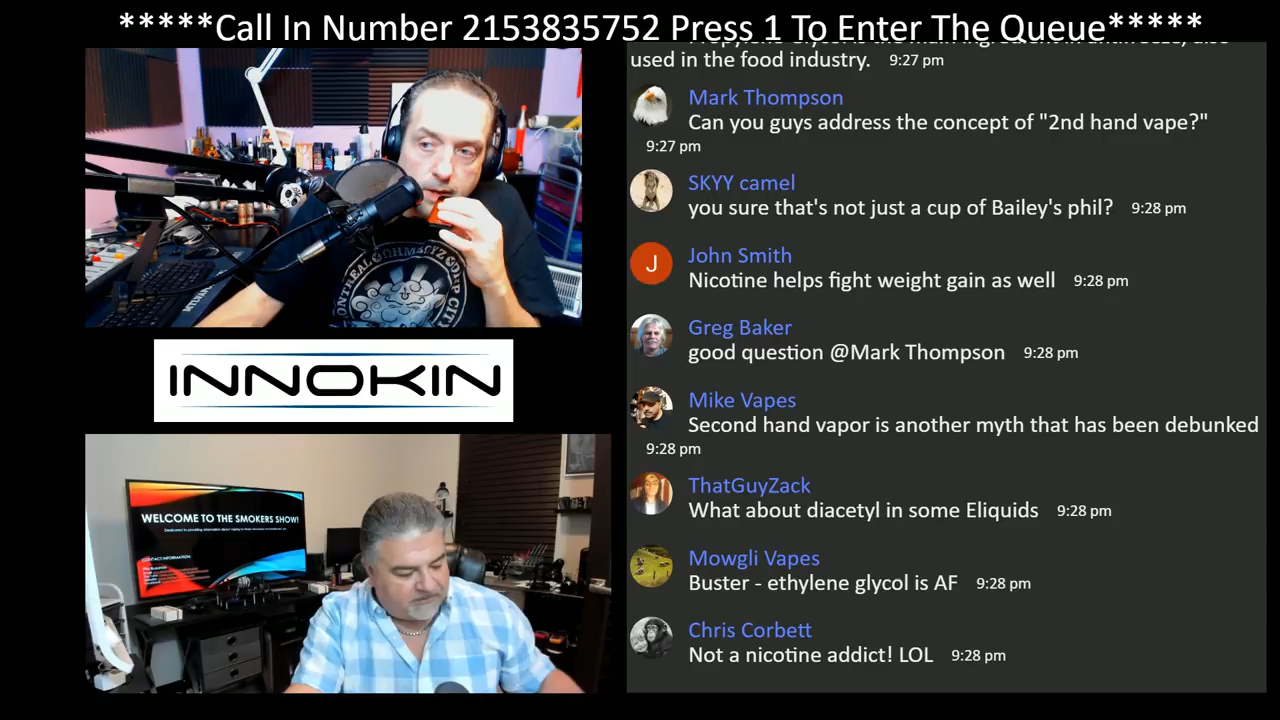 *****Call In Number 2153835752 Press 1 To Enter The Queue*****
used in the food industry. 9:27 pm
Mark Thompson
Can you guys address the concept of "2nd hand vape?"
9:27 pm
SKYY camel
you sure that's not just a cup of Bailey's phil? 9:28 pm
J
John Smith
Nicotine helps fight weight gain as well 9:28 pm
Greg Baker
good question @Mark Thompson 9:28 pm
Mike Vapes
Second hand vapor is another myth that has been debunked
9:28 pm
ThatGuyZack
What about diacetyl in some Eliquids 9:28 pm
Mowgli Vapes
Buster - ethylene glycol is AF 9:28 pm
Chris Corbett
Not a nicotine addict! LOL 9:28 pm
INNOKIN
WELCOME TO THE SMOKERS SHOW!
CONTACT INFORMATION